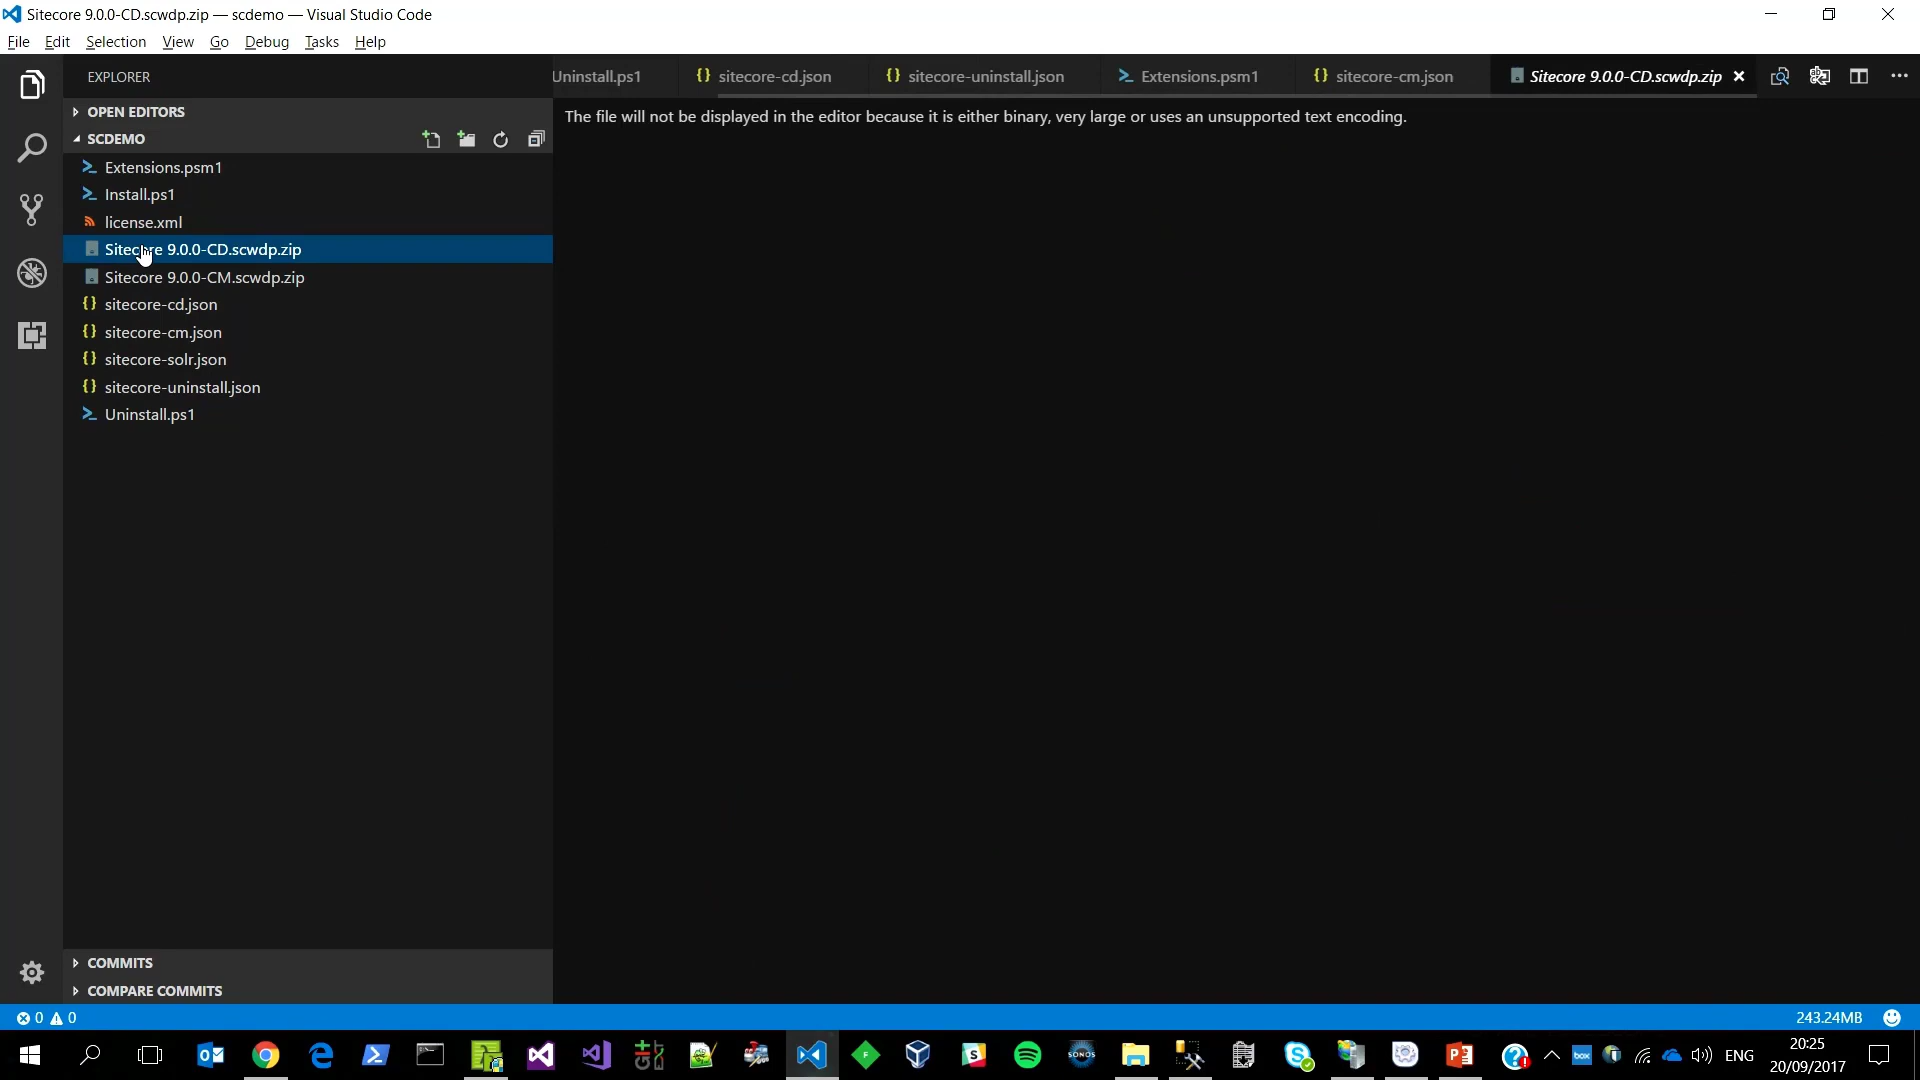 Sitecore 9.0.0-CD.scwdp.zip — scdemo — Visual Studio Code
File Edit Selection View Go Debug Tasks Help
EXPLORER
Uninstall.ps1 sitecore-cd.json sitecore-uninstall.json Extensions.psm1 sitecore-cm.json Sitecore 9.0.0-CD.scwdp.zip
OPEN EDITORS
The file will not be displayed in the editor because it is either binary, very large or uses an unsupported text encoding.
SCDEMO
Extensions.psm1
Install.ps1
license.xml
Sitecore 9.0.0-CD.scwdp.zip
Sitecore 9.0.0-CM.scwdp.zip
sitecore-cd.json
sitecore-cm.json
sitecore-solr.json
sitecore-uninstall.json
Uninstall.ps1
COMMITS
COMPARE COMMITS
0 0 243.24MB
SONOS box ENG 20:25
20/09/2017